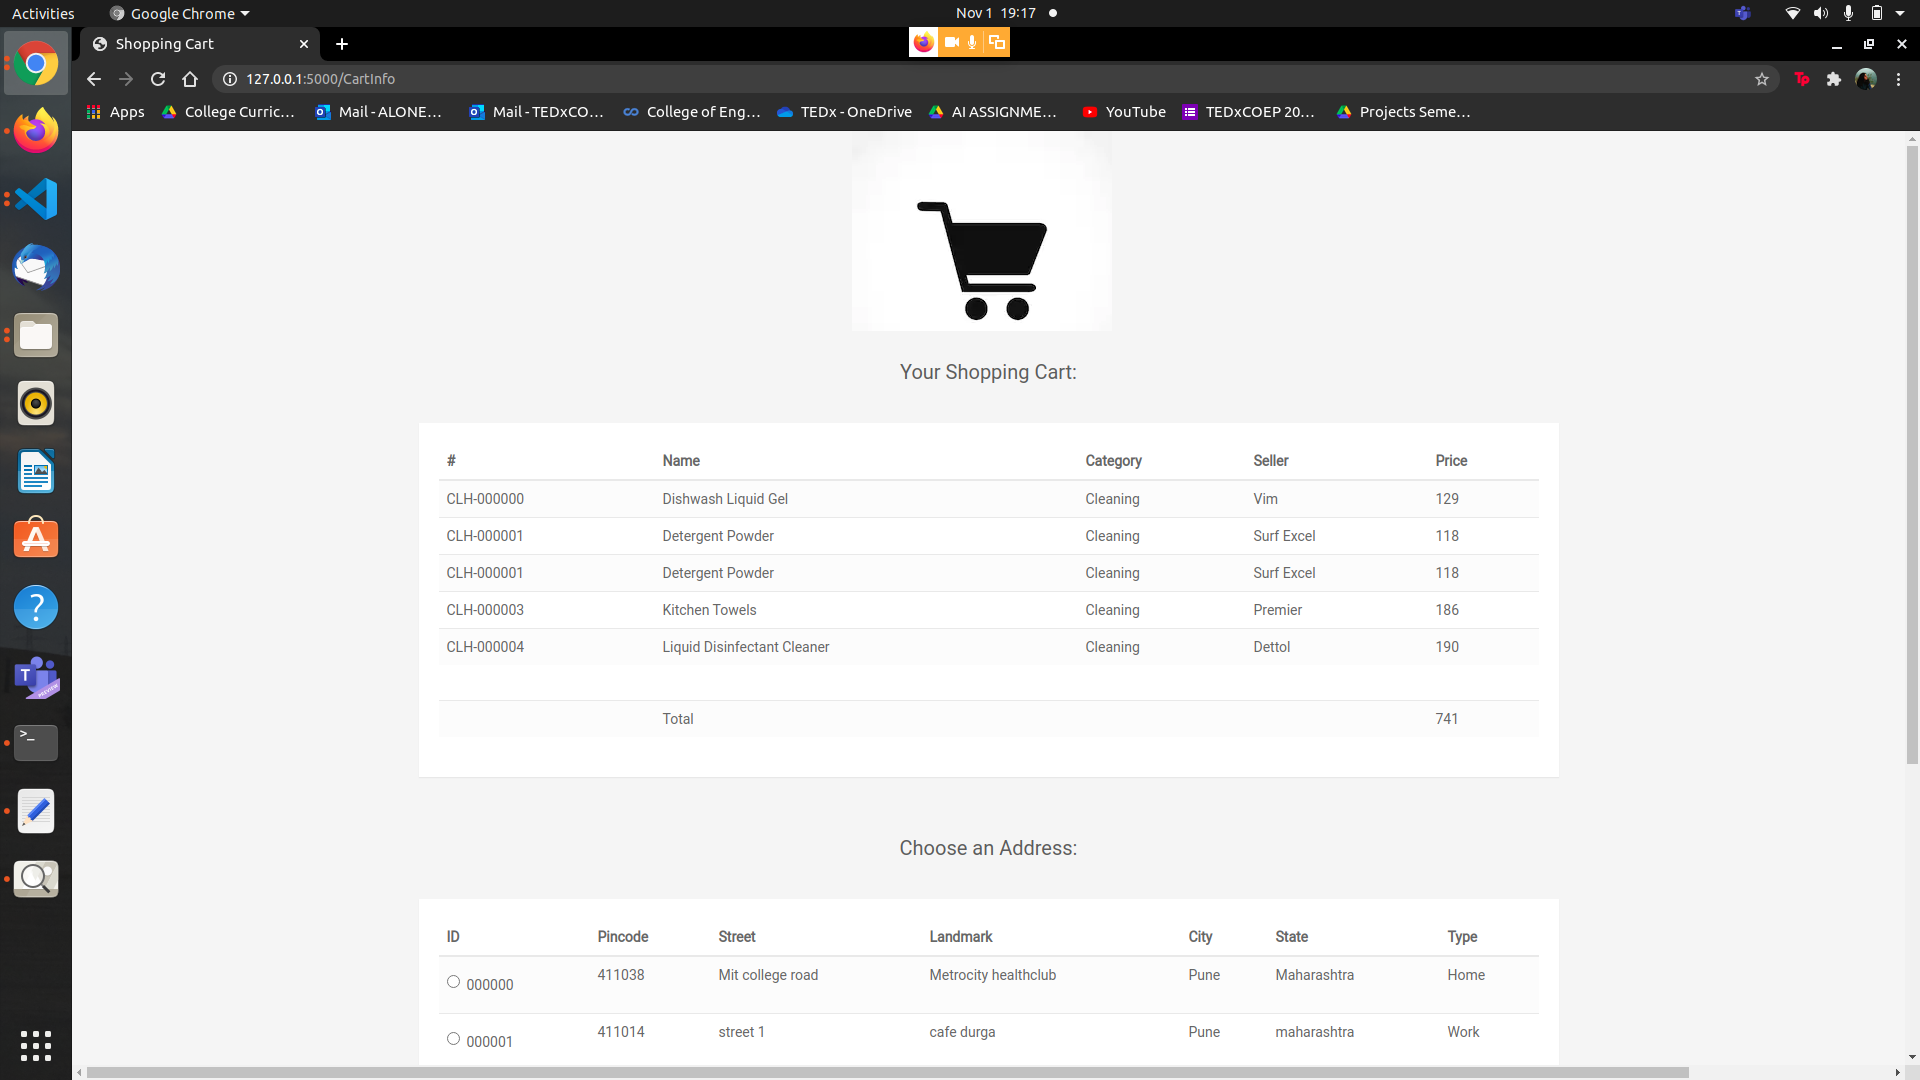 Activities Google Chrome Nov 1 19:17
Shopping Cart
127.0.0.1:5000/CartInfo
Apps College Curric... Mail - ALONE... Mail - TEDxCO... College of Eng... TEDx - OneDrive AI ASSIGNME... YouTube TEDxCOEP 20... Projects Seme...
Your Shopping Cart:
# Name Category Seller Price
CLH-000000 Dishwash Liquid Gel Cleaning Vim 129
CLH-000001 Detergent Powder Cleaning Surf Excel 118
CLH-000001 Detergent Powder Cleaning Surf Excel 118
CLH-000003 Kitchen Towels Cleaning Premier 186
CLH-000004 Liquid Disinfectant Cleaner Cleaning Dettol 190
Total 741
Choose an Address:
ID Pincode Street Landmark City State Type
000000 411038 Mit college road Metrocity healthclub Pune Maharashtra Home
000001 411014 street 1 cafe durga Pune maharashtra Work